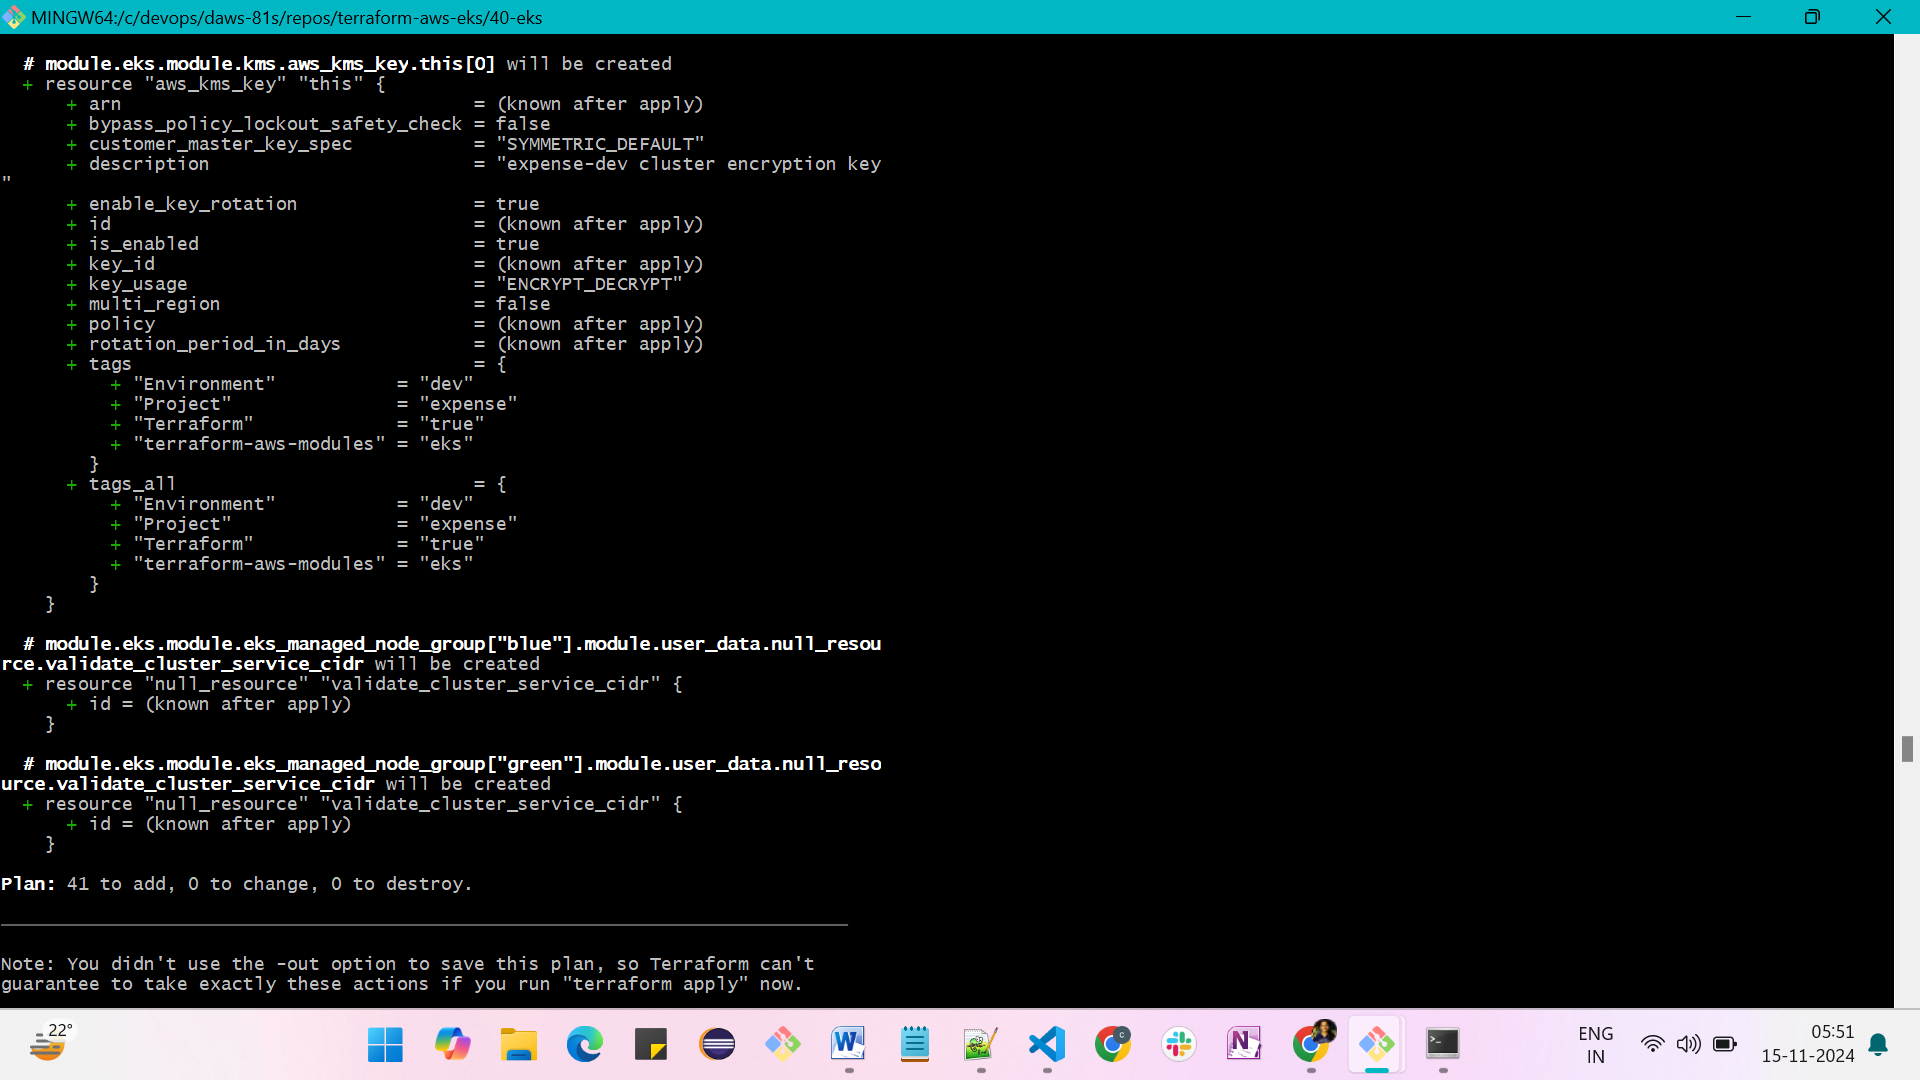 MINGW64:/c/devops/daws-81s/repos/terraform-aws-eks/40-eks
# module.eks.module.kms.aws_kms_key.this[0] will be created
+ resource "aws_kms_key" "this" {
+ arn = (known after apply)
+ bypass_policy_lockout_safety_check = false
+ customer_master_key_spec = "SYMMETRIC_DEFAULT"
+ description = "expense-dev cluster encryption key
"
+ enable_key_rotation = true
+ id = (known after apply)
+ is_enabled = true
+ key_id = (known after apply)
+ key_usage = "ENCRYPT_DECRYPT"
+ multi_region = false
+ policy = (known after apply)
+ rotation_period_in_days = (known after apply)
+ tags = {
+ "Environment" = "dev"
+ "Project" = "expense"
+ "Terraform" = "true"
+ "terraform-aws-modules" = "eks"
}
+ tags_all = {
+ "Environment" = "dev"
+ "Project" = "expense"
+ "Terraform" = "true"
+ "terraform-aws-modules" = "eks"
}
}
# module.eks.module.eks_managed_node_group["blue"].module.user_data.null_resou
rce.validate_cluster_service_cidr will be created
+ resource "null_resource" "validate_cluster_service_cidr" {
+ id = (known after apply)
}
# module.eks.module.eks_managed_node_group["green"].module.user_data.null_reso
urce.validate_cluster_service_cidr will be created
+ resource "null_resource" "validate_cluster_service_cidr" {
+ id = (known after apply)
}
Plan: 41 to add, 0 to change, 0 to destroy.
Note: You didn't use the -out option to save this plan, so Terraform can't
guarantee to take exactly these actions if you run "terraform apply" now.
22°
ENG
IN
05:51
15-11-2024